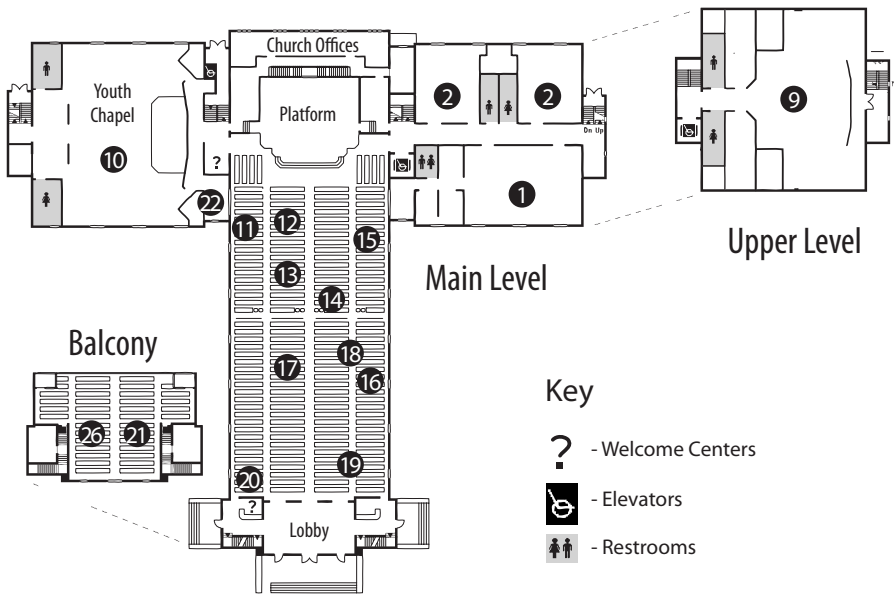 Church Offices
Youth
Chapel
Platform
2
2
9
Dn Up
10
?
1
22
11
12
15
Upper Level
13
Main Level
14
Balcony
18
17
16
Key
26
21
? - Welcome Centers
19
20
- Elevators
?
Lobby
- Restrooms